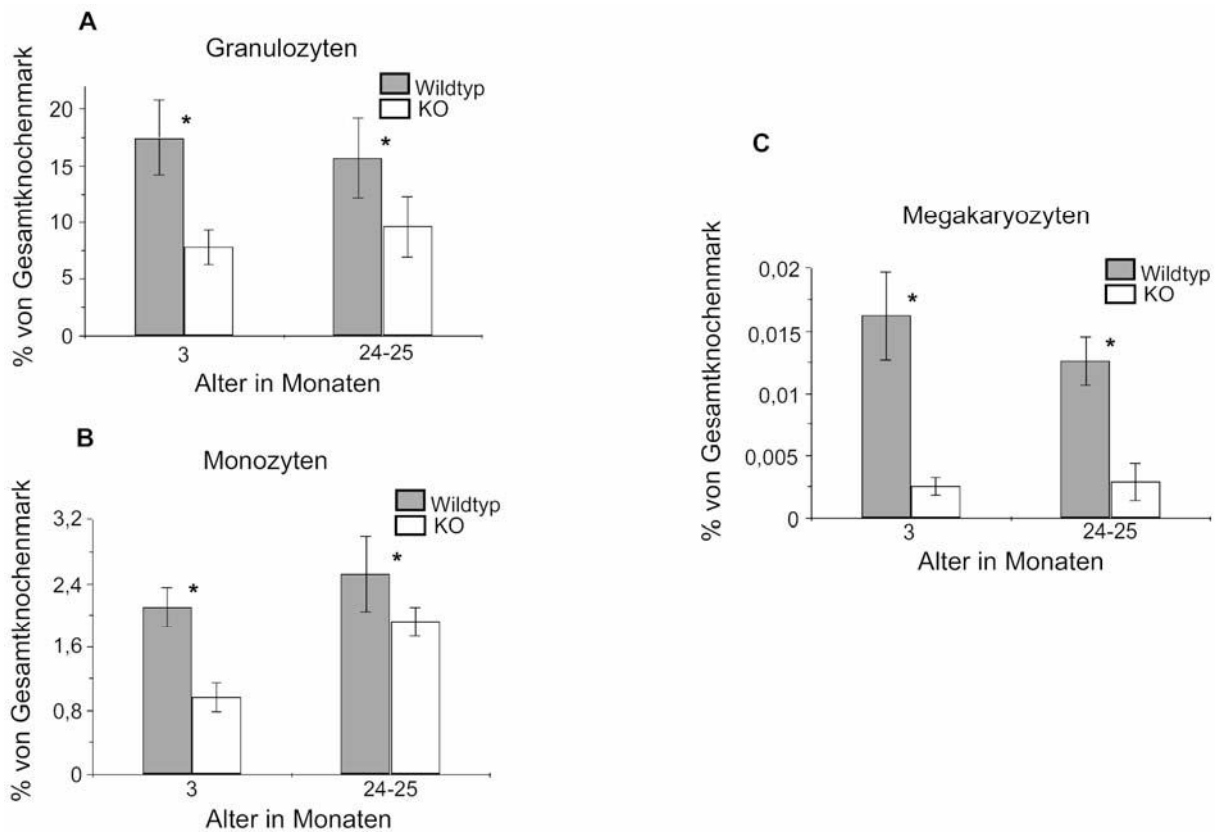 A
Granulozyten
% von Gesamtknochenmark
Wildtyp
KO
20
15
10
5
0
*
*
3
24-25
Alter in Monaten
B
Monozyten
% von Gesamtknochenmark
Wildtyp
KO
3,2
2,4
1,6
0,8
0
*
*
3
24-25
Alter in Monaten
C
Megakaryozyten
% von Gesamtknochenmark
Wildtyp
KO
0,02
0,015
0,01
0,005
0
*
*
3
24-25
Alter in Monaten